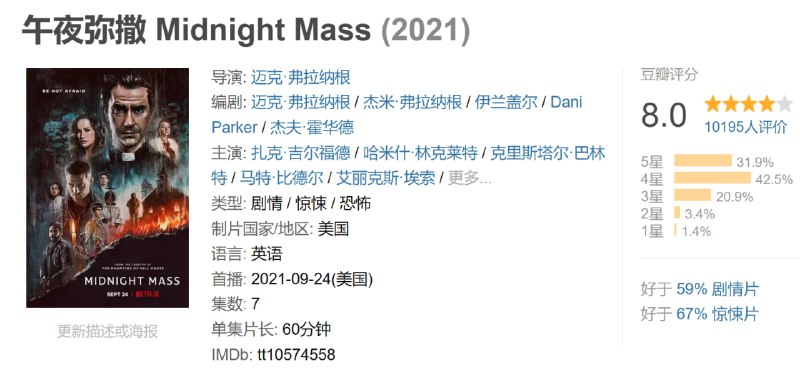 午夜弥撒 Midnight Mass (2021)
BE NOT AFRAID
FROM THE CREATOR OF
THE HAUNTING OF HILL HOUSE
MIDNIGHT MASS
SEPT 24 | NETFLIX
更新描述或海报
导演: 迈克·弗拉纳根
编剧: 迈克·弗拉纳根 / 杰米·弗拉纳根 / 伊兰盖尔 / Dani
Parker / 杰夫·霍华德
主演: 扎克·吉尔福德 / 哈米什·林克莱特 / 克里斯塔尔·巴林
特 / 马特·比德尔 / 艾丽克斯·埃索 / 更多...
类型: 剧情 / 惊悚 / 恐怖
制片国家/地区: 美国
语言: 英语
首播: 2021-09-24(美国)
集数: 7
单集片长: 60分钟
IMDb: tt10574558
豆瓣评分
8.0
10195人评价
5星 31.9%
4星 42.5%
3星 20.9%
2星 3.4%
1星 1.4%
好于 59% 剧情片
好于 67% 惊悚片